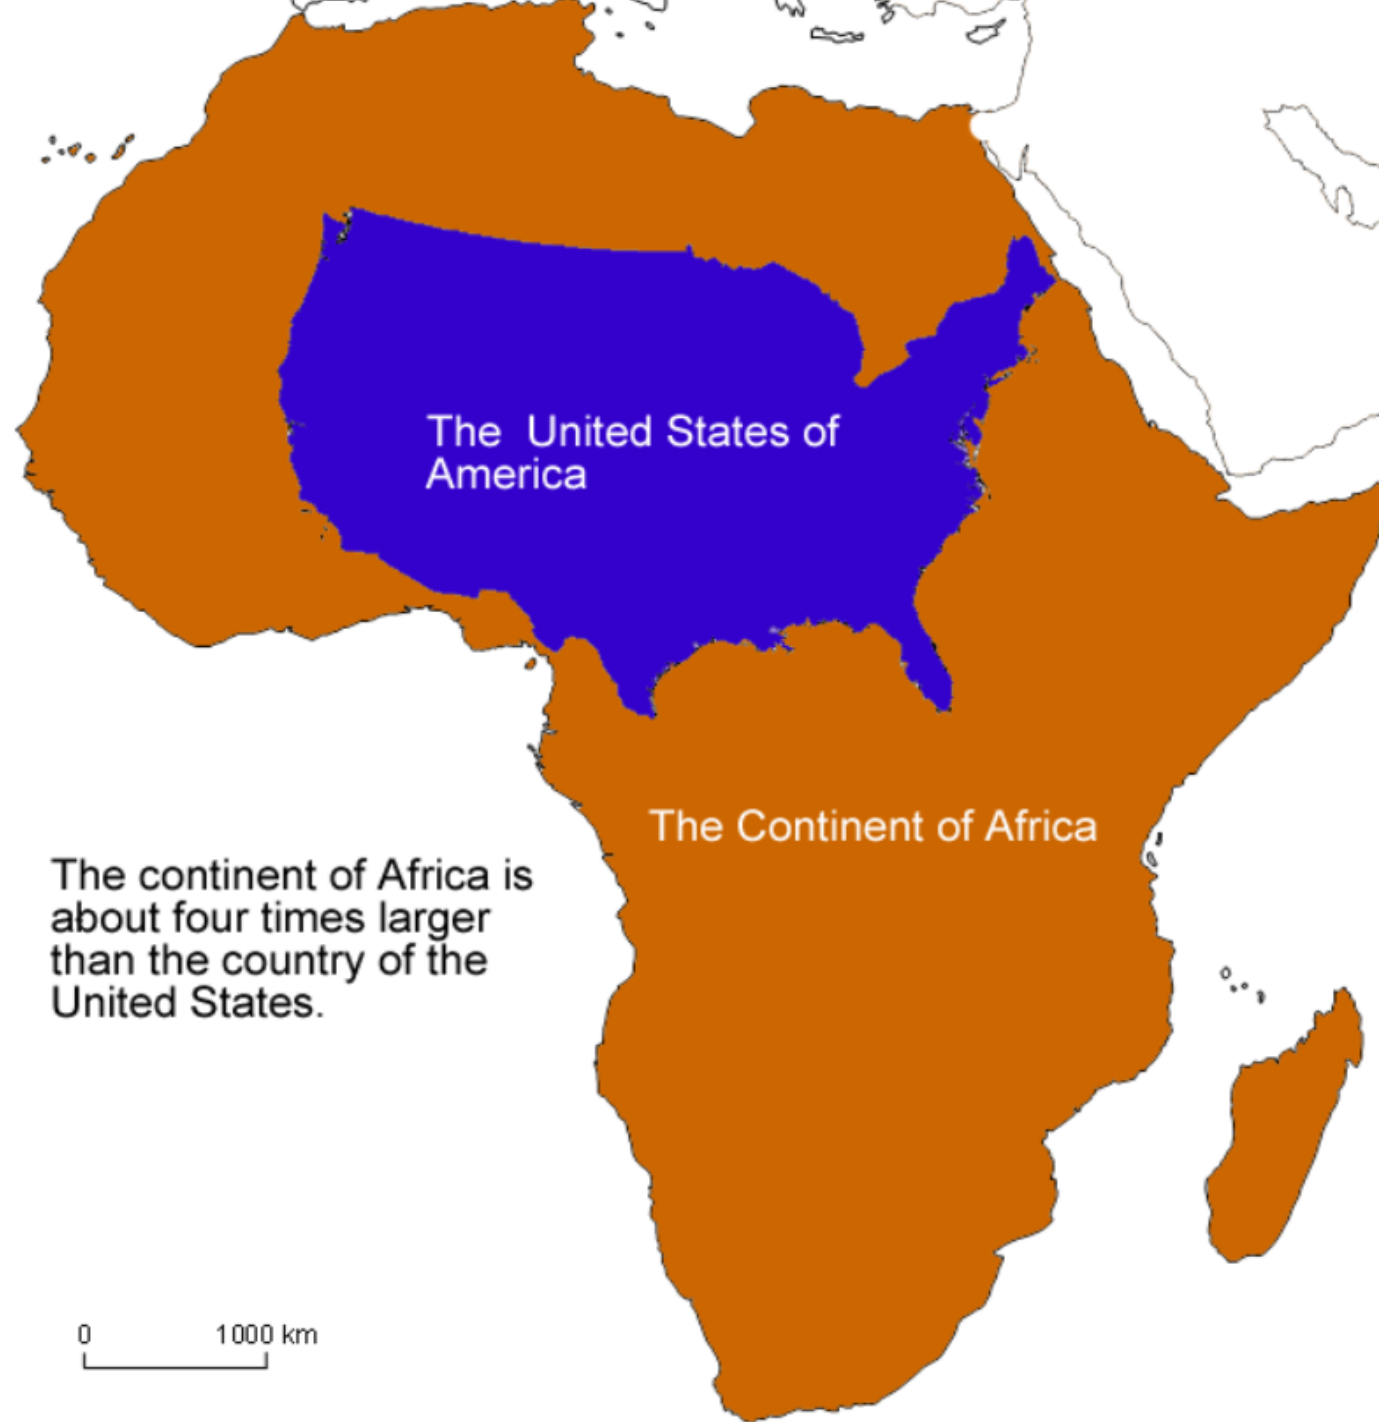 The United States of
America
The Continent of Africa
The continent of Africa is
about four times larger
than the country of the
United States.
0 1000 km